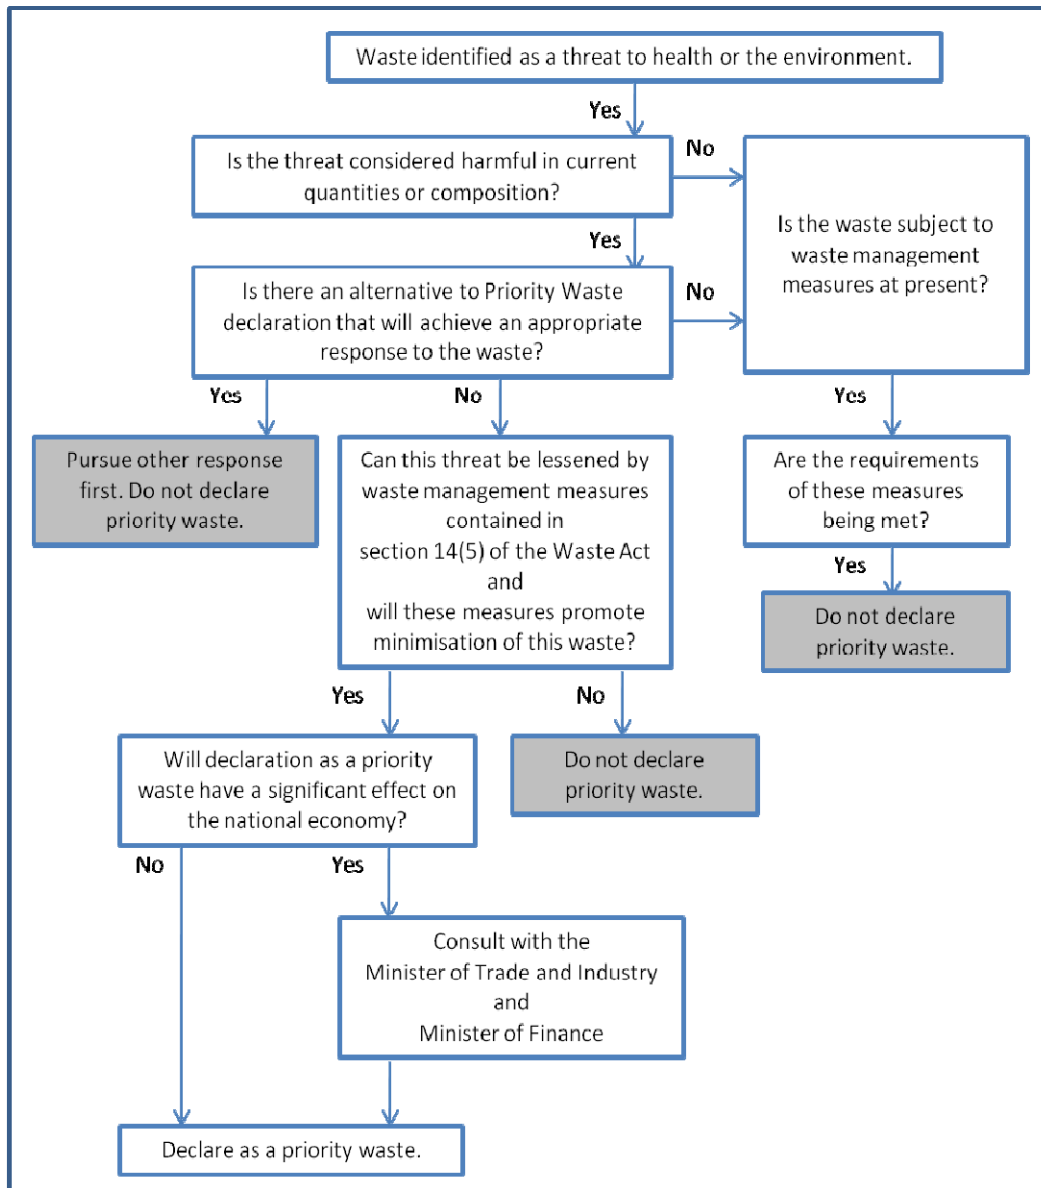 Waste identified as a threat to health or the environment.
Yes
Is the threat considered harmful in current
quantities or composition?
No
Is the waste subject to
waste management
measures at present?
Yes
Is there an alternative to Priority Waste
declaration that will achieve an appropriate
response to the waste?
No
Yes
No
Yes
Pursue other response
first. Do not declare
priority waste.
Can this threat be lessened by
waste management measures
contained in
section 14(5) of the Waste Act
and
will these measures promote
minimisation of this waste?
Are the requirements
of these measures
being met?
Yes
Do not declare
priority waste.
Yes
No
Will declaration as a priority
waste have a significant effect on
the national economy?
Do not declare
priority waste.
No
Yes
Consult with the
Minister of Trade and Industry
and
Minister of Finance
Declare as a priority waste.